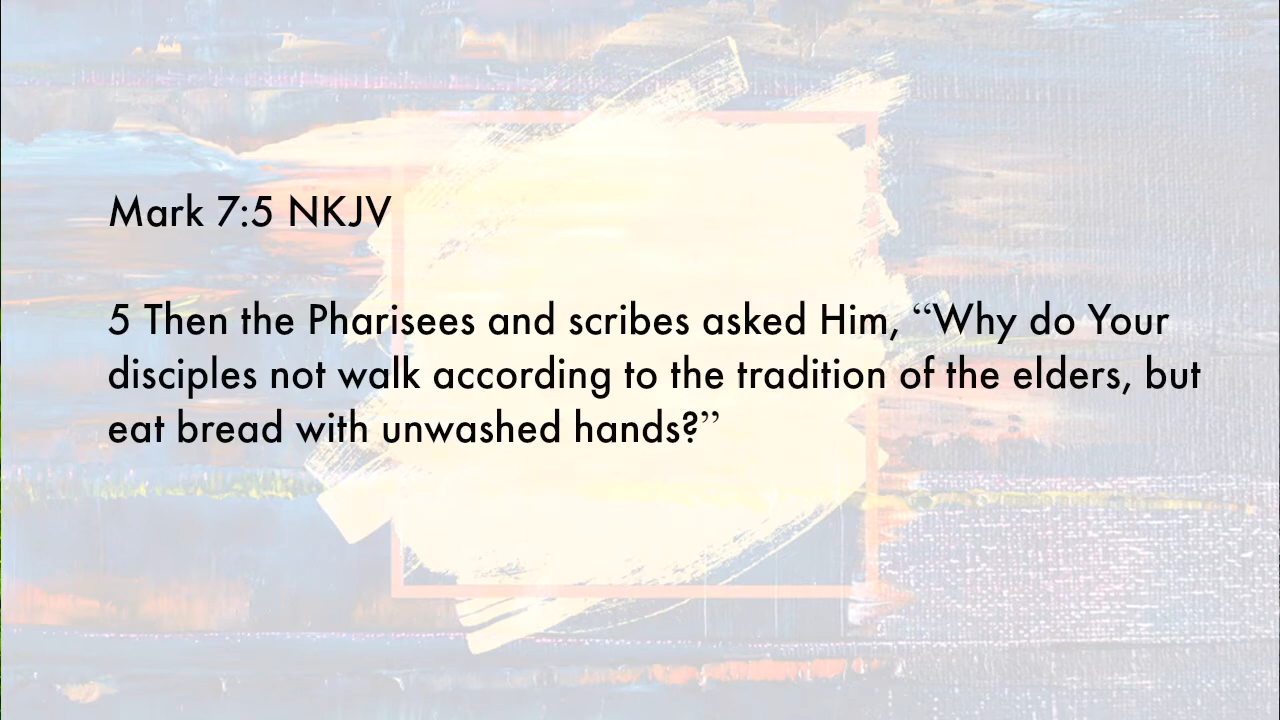 Mark 7:5 NKJV
5 Then the Pharisees and scribes asked Him, “Why do Your
disciples not walk according to the tradition of the elders, but
eat bread with unwashed hands?”